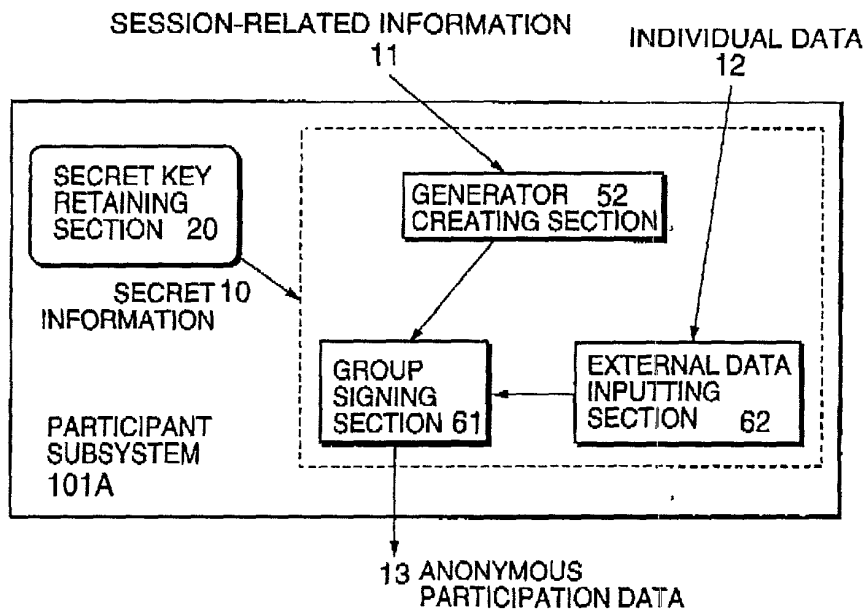 SESSION-RELATED INFORMATION
11
INDIVIDUAL DATA
12
SECRET KEY
RETAINING
SECTION 20
GENERATOR 52
CREATING SECTION
SECRET 10
INFORMATION
GROUP
SIGNING
SECTION 61
EXTERNAL DATA
INPUTTING
SECTION 62
PARTICIPANT
SUBSYSTEM
101A
13 ANONYMOUS
PARTICIPATION DATA